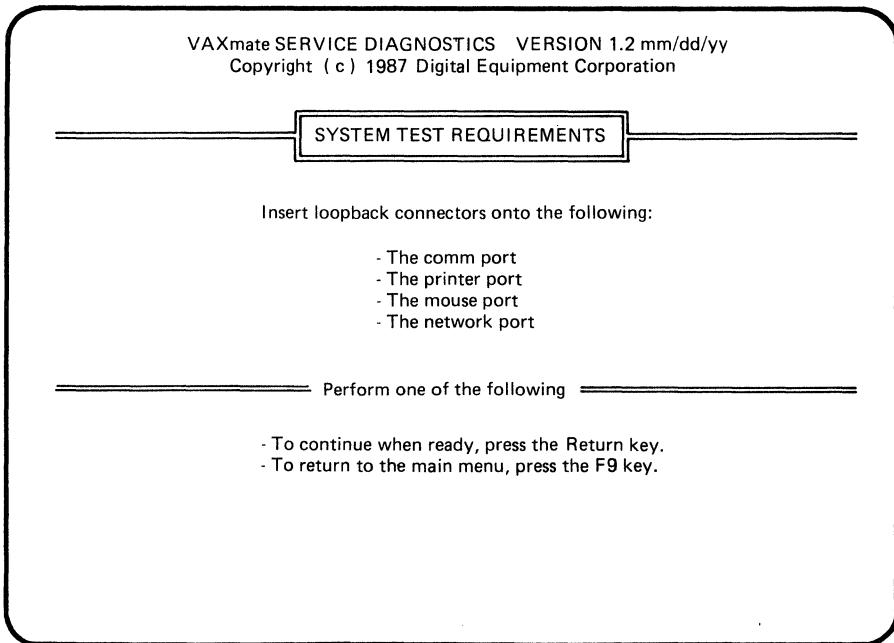 VAXmate SERVICE DIAGNOSTICS VERSION 1.2 mm/dd/yy
Copyright ( c ) 1987 Digital Equipment Corporation
SYSTEM TEST REQUIREMENTS
Insert loopback connectors onto the following:
- The comm port
- The printer port
- The mouse port
- The network port
Perform one of the following
- To continue when ready, press the Return key.
- To return to the main menu, press the F9 key.